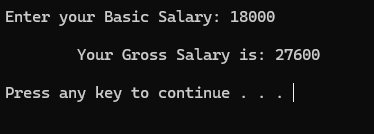 Enter your Basic Salary: 18000
Your Gross Salary is: 27600
Press any key to continue . . .